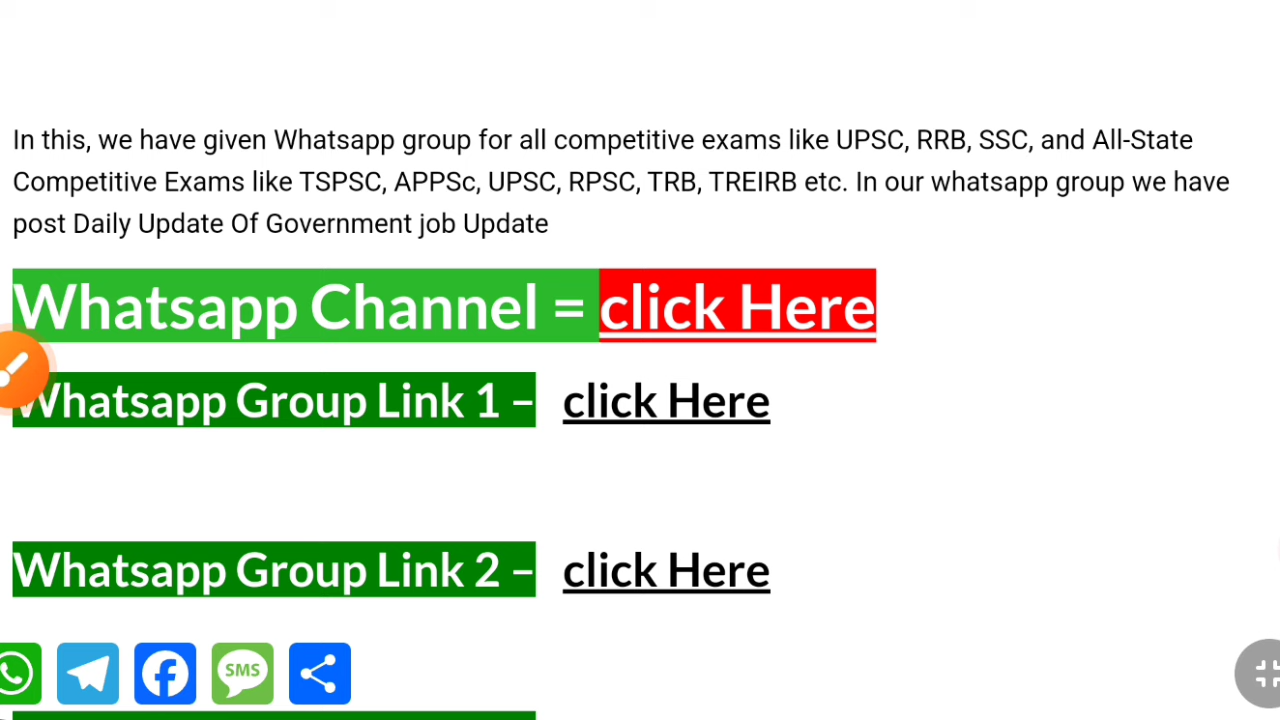 In this, we have given Whatsapp group for all competitive exams like UPSC, RRB, SSC, and All-State
Competitive Exams like TSPSC, APPSc, UPSC, RPSC, TRB, TREIRB etc. In our whatsapp group we have
post Daily Update Of Government job Update
Whatsapp Channel = click Here
Whatsapp Group Link 1 – click Here
Whatsapp Group Link 2 – click Here
SMS